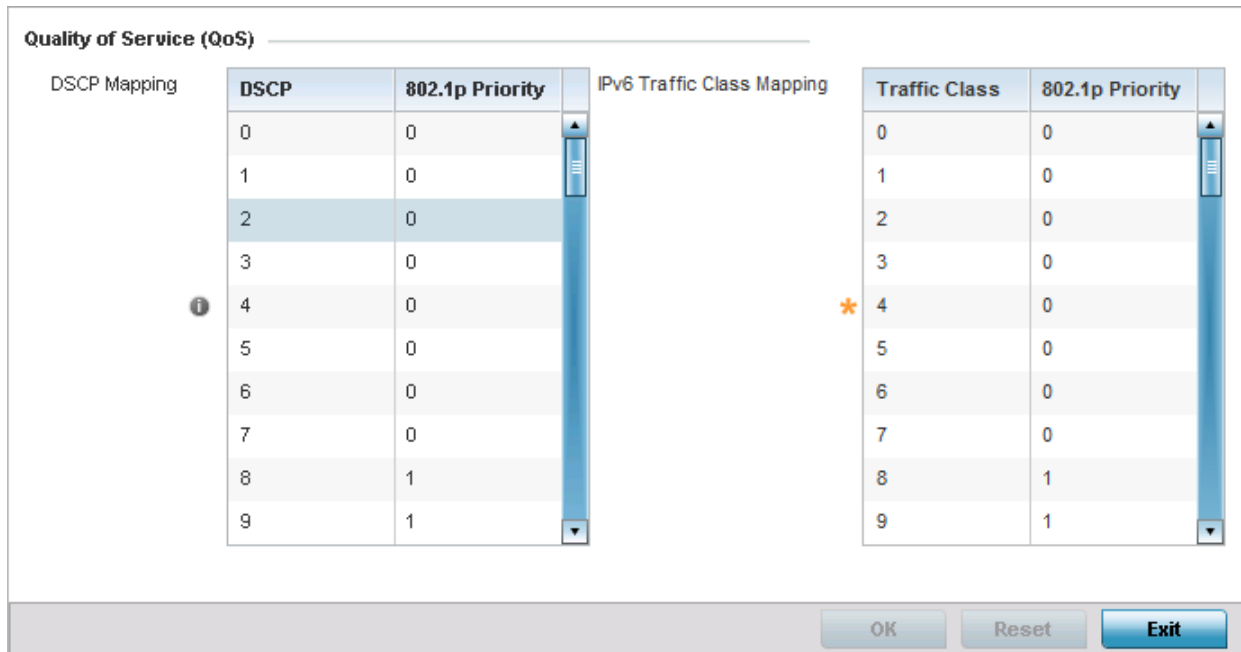 Quality of Service (QoS)
DSCP Mapping
DSCP 802.1p Priority
0 0
1 0
2 0
3 0
4 0
5 0
6 0
7 0
8 1
9 1
IPv6 Traffic Class Mapping
Traffic Class 802.1p Priority
0 0
1 0
2 0
3 0
* 4 0
5 0
6 0
7 0
8 1
9 1
OK Reset Exit